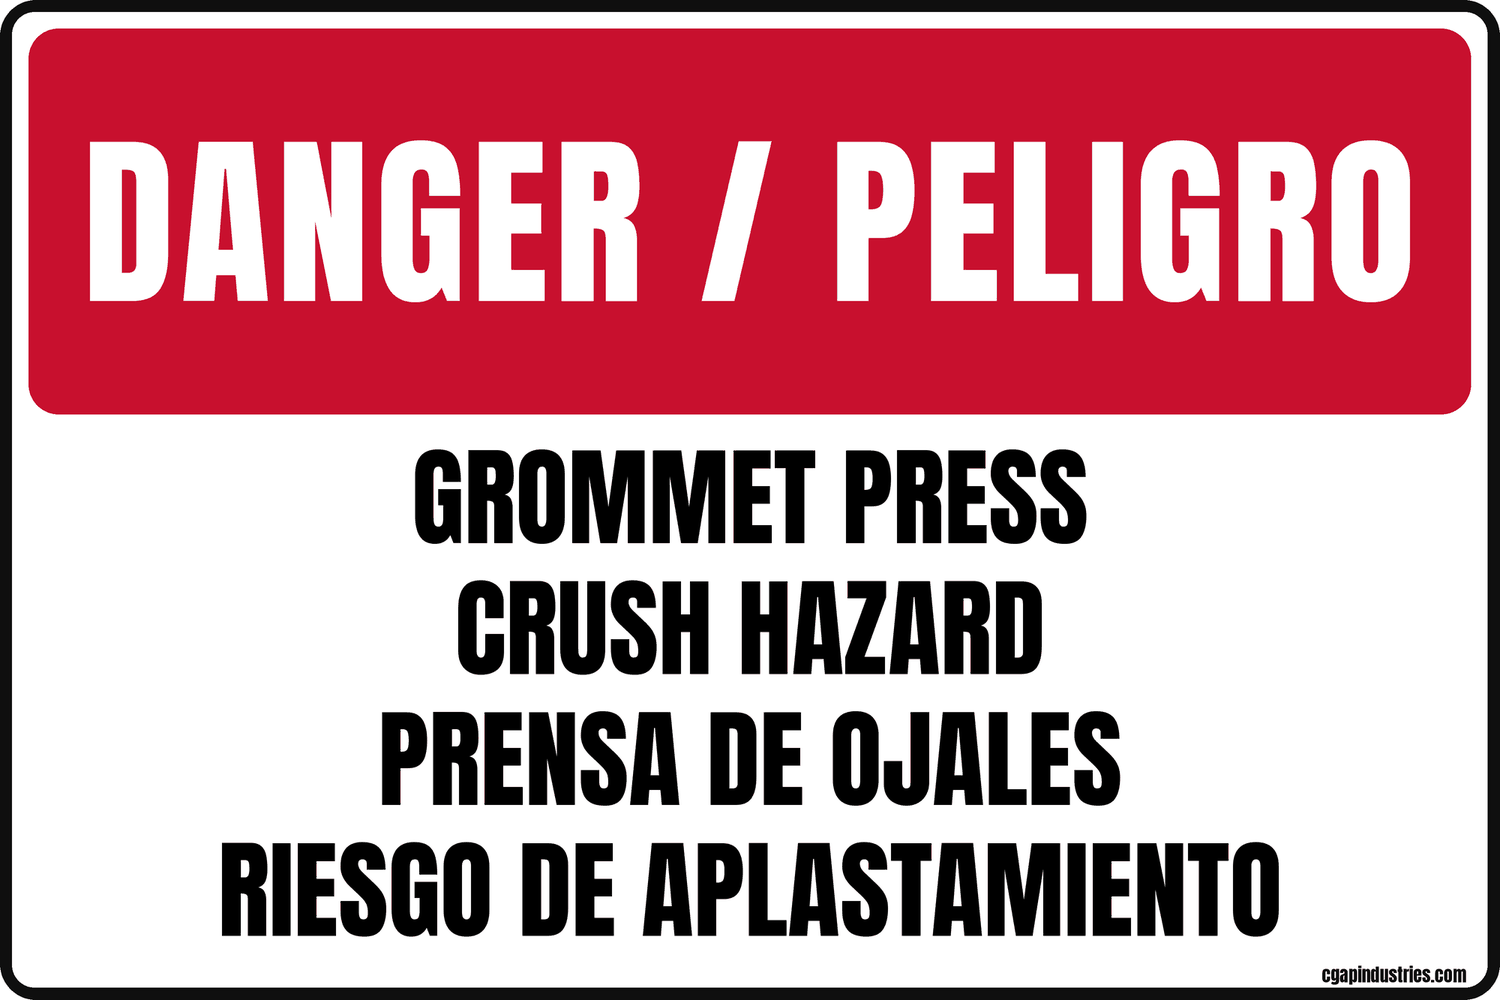 DANGER / PELIGRO
GROMMET PRESS
CRUSH HAZARD
PRENSA DE OJALES
RIESGO DE APLASTAMIENTO
cgapindustries.com